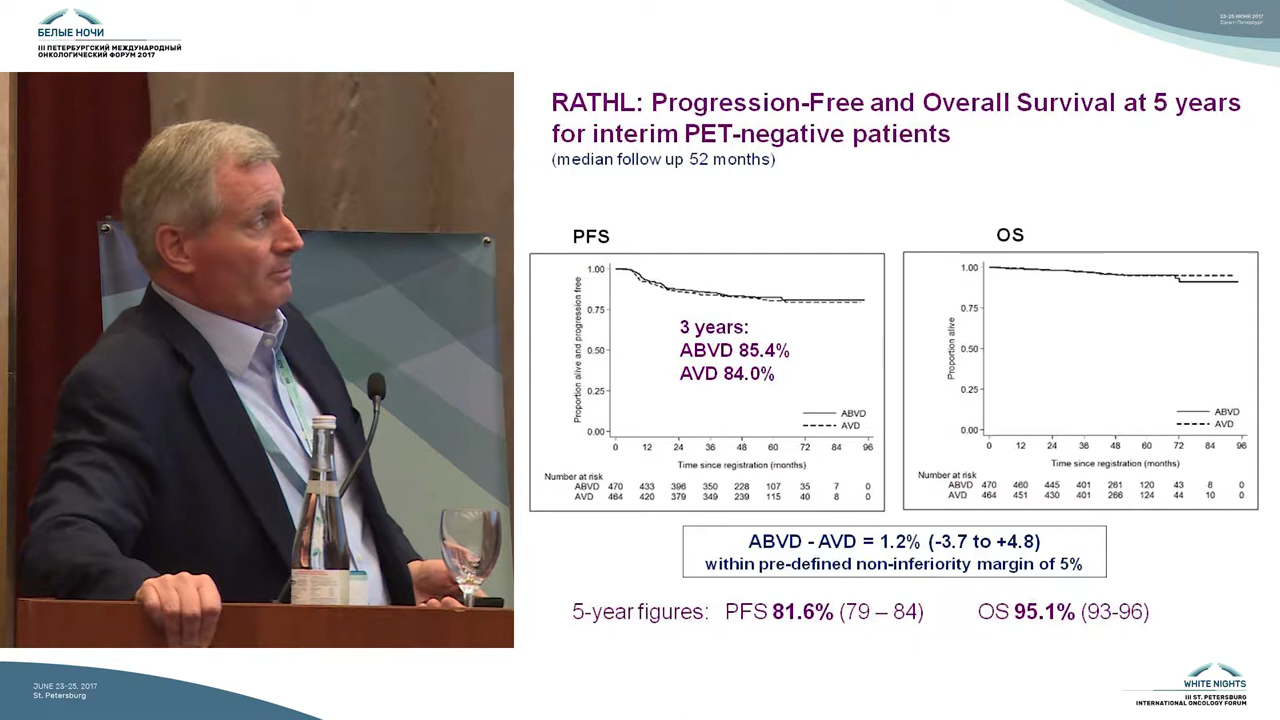 БЕЛЫЕ НОЧИ
III ПЕТЕРБУРГСКИЙ МЕЖДУНАРОДНЫЙ
ОНКОЛОГИЧЕСКИЙ ФОРУМ 2017
23-25 ИЮНЯ 2017
Санкт-Петербург
RATHL: Progression-Free and Overall Survival at 5 years
for interim PET-negative patients
(median follow up 52 months)
PFS
Proportion alive and progression free
1.00
0.75
0.50
0.25
0.00
3 years:
ABVD 85.4%
AVD 84.0%
ABVD
AVD
0 12 24 36 48 60 72 84 96
Time since registration (months)
Number at risk
ABVD 470 433 396 350 228 107 35 7 0
AVD 464 420 379 349 239 115 40 8 0
OS
Proportion alive
1.00
0.75
0.50
0.25
0.00
ABVD
AVD
0 12 24 36 48 60 72 84 96
Time since registration (months)
Number at risk
ABVD 470 460 445 401 261 120 43 8 0
AVD 464 451 430 401 266 124 44 10 0
ABVD - AVD = 1.2% (-3.7 to +4.8)
within pre-defined non-inferiority margin of 5%
5-year figures: PFS 81.6% (79 – 84) OS 95.1% (93-96)
JUNE 23-25, 2017
St. Petersburg
WHITE NIGHTS
III ST. PETERSBURG
INTERNATIONAL ONCOLOGY FORUM